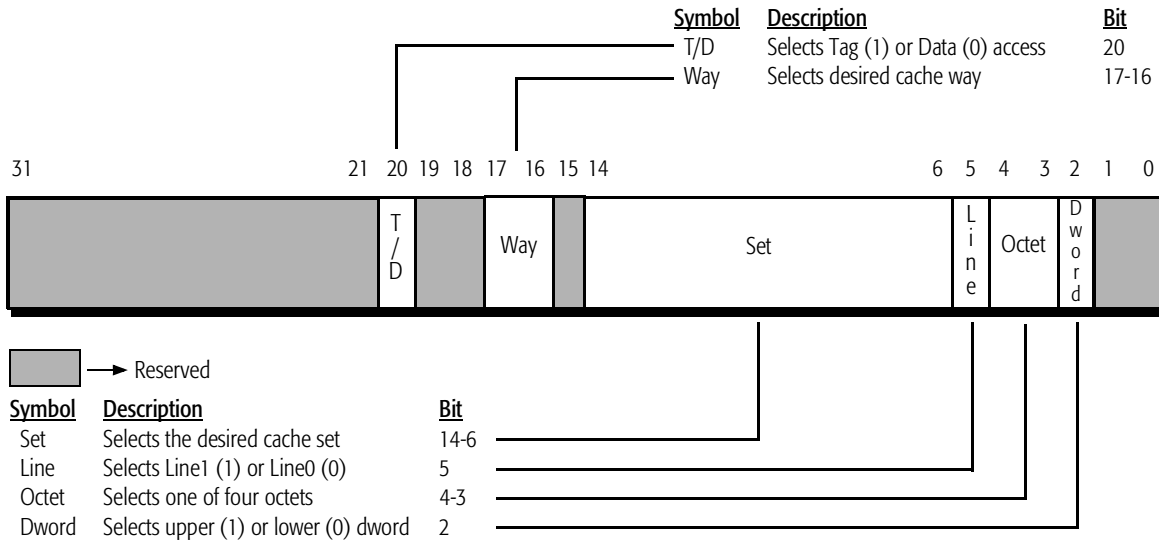 Symbol Description Bit
T/D Selects Tag (1) or Data (0) access 20
Way Selects desired cache way 17-16
31 21 20 19 18 17 16 15 14 6 5 4 3 2 1 0
T/D Way Set Line Octet Dword
Reserved
Symbol Description Bit
Set Selects the desired cache set 14-6
Line Selects Line1 (1) or Line0 (0) 5
Octet Selects one of four octets 4-3
Dword Selects upper (1) or lower (0) dword 2